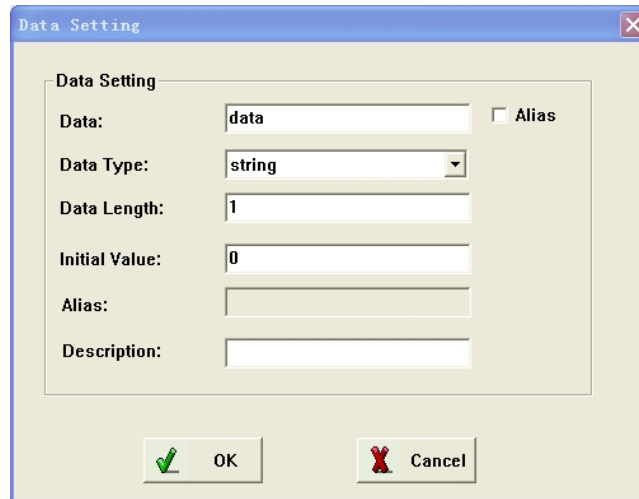 Data Setting
Data Setting
Data: data Alias
Data Type: string
Data Length: 1
Initial Value: 0
Alias:
Description:
OK Cancel